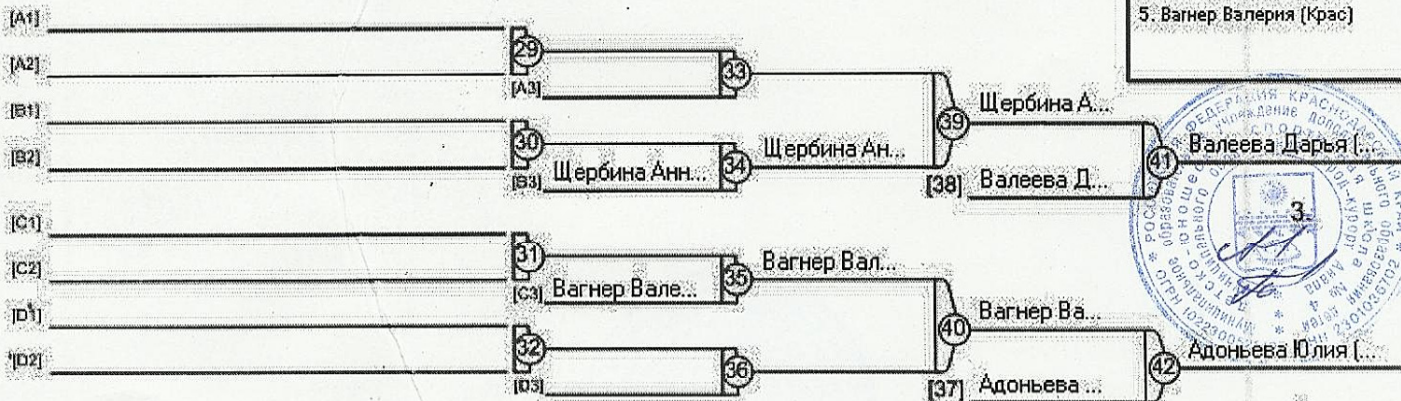 5. Вагнер Валерия (Крас)
[A1]
29
[A2]
33
[A3]
[B1]
Щербина А...
39
30
Щербина Ан...
Валеева Дарья (...
41
[B2]
34
[B3] Щербина Анн...
[38] Валеева Д...
[C1]
3.
31
Вагнер Вал...
[C2]
35
[C3] Вагнер Вале...
[D1]
Вагнер Ва...
40
32
Адоньева Юлия (...
[D2]
36
42
[D3]
[37] Адоньева ...